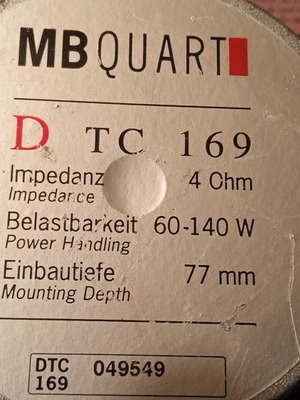 MB QUART
D TC 169
Impedanz 4 Ohm
Impedance
Belastbarkeit 60-140 W
Power Handling
Einbautiefe 77 mm
Mounting Depth
DTC 049549
169